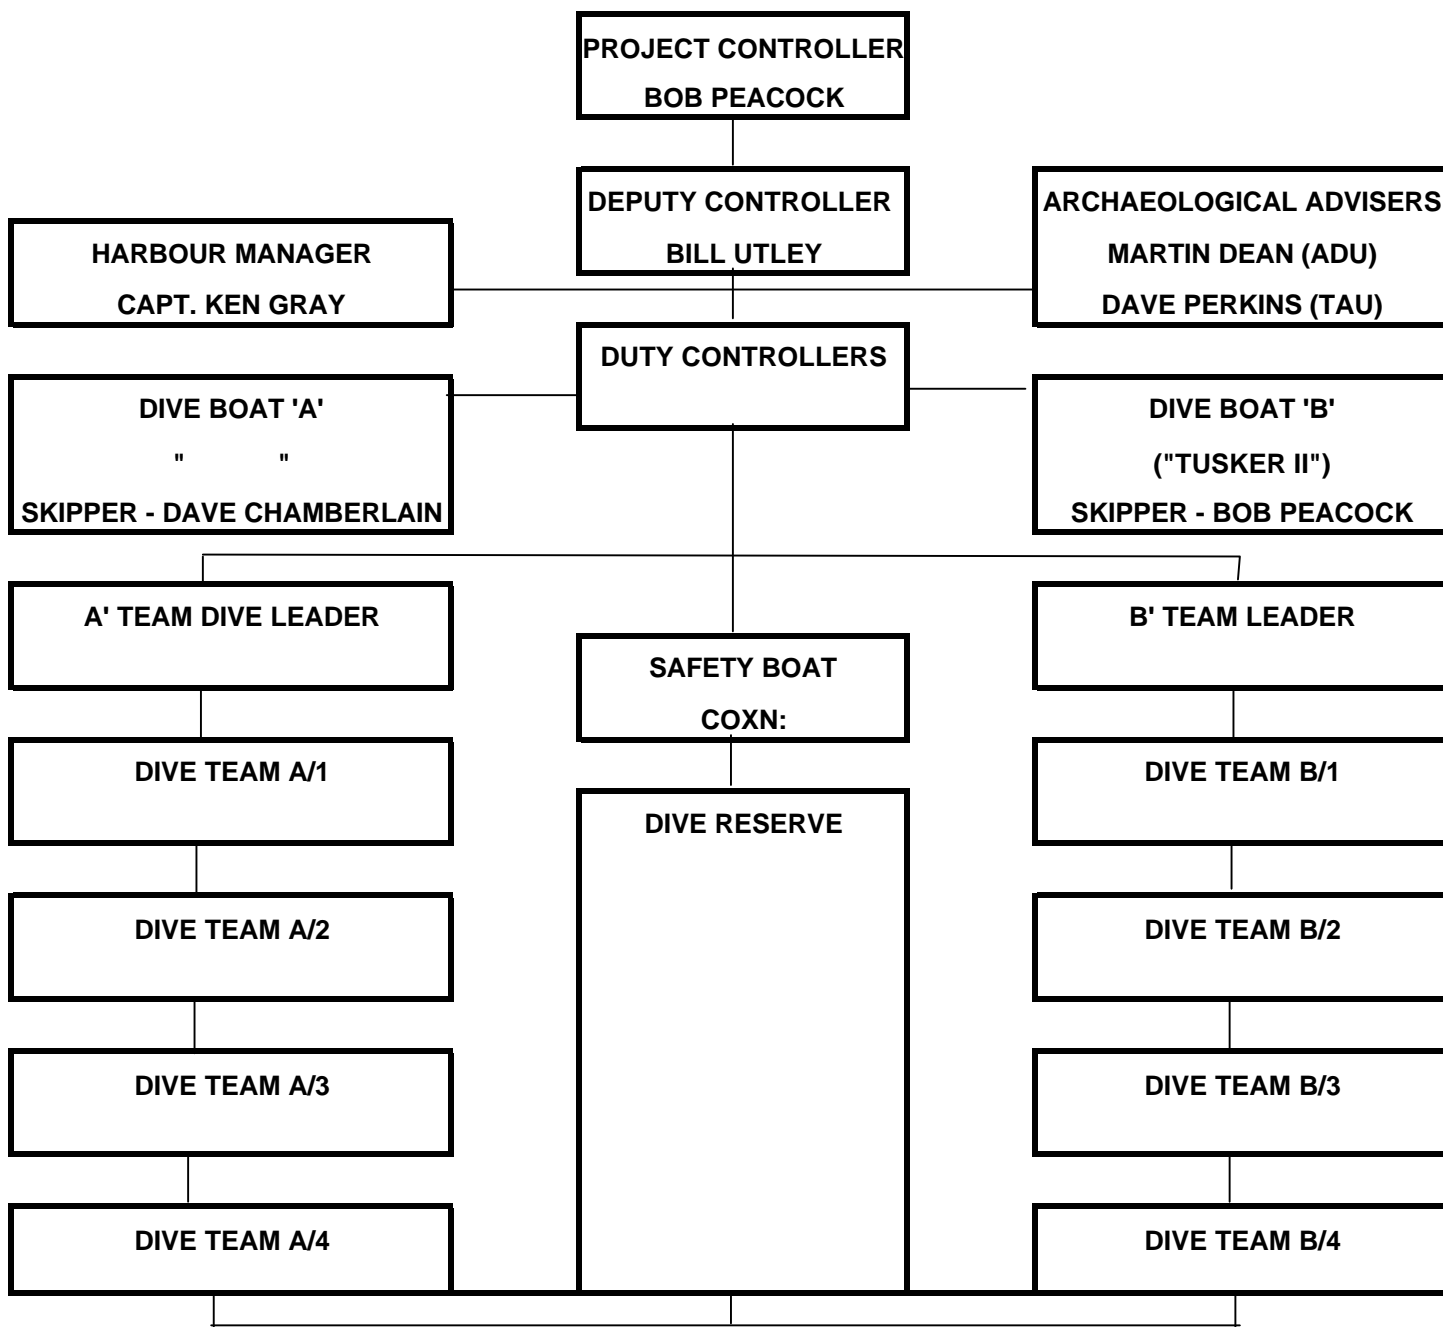 PROJECT CONTROLLER
BOB PEACOCK
DEPUTY CONTROLLER
BILL UTLEY
ARCHAEOLOGICAL ADVISERS
MARTIN DEAN (ADU)
DAVE PERKINS (TAU)
HARBOUR MANAGER
CAPT. KEN GRAY
DUTY CONTROLLERS
DIVE BOAT 'A'
" "
SKIPPER - DAVE CHAMBERLAIN
DIVE BOAT 'B'
("TUSKER II")
SKIPPER - BOB PEACOCK
A' TEAM DIVE LEADER
B' TEAM LEADER
SAFETY BOAT
COXN:
DIVE TEAM A/1
DIVE TEAM B/1
DIVE RESERVE
DIVE TEAM A/2
DIVE TEAM B/2
DIVE TEAM A/3
DIVE TEAM B/3
DIVE TEAM A/4
DIVE TEAM B/4